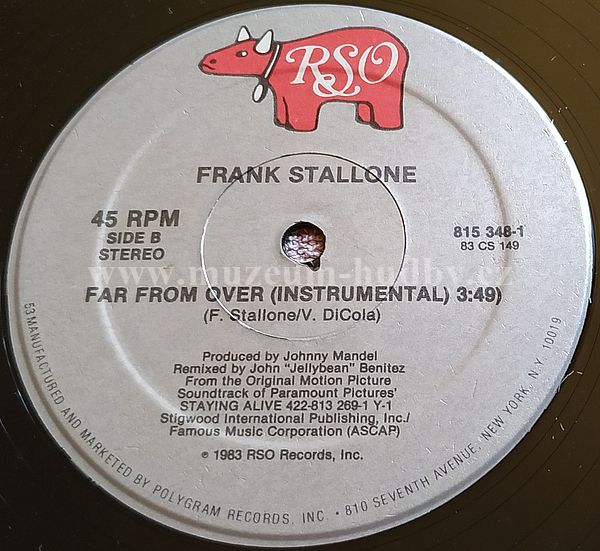 RSO
FRANK STALLONE
45 RPM
SIDE B
STEREO
815 348-1
83 CS 149
www.muzeum-hudby.cz
FAR FROM OVER (INSTRUMENTAL) 3:49)
(F. Stallone/V. DiCola)
Produced by Johnny Mandel
Remixed by John "Jellybean" Benitez
From the Original Motion Picture
Soundtrack of Paramount Pictures'
STAYING ALIVE 422-813 269-1 Y-1
Stigwood International Publishing, Inc./
Famous Music Corporation (ASCAP)
℗ 1983 RSO Records, Inc.
53 MANUFACTURED AND MARKETED BY POLYGRAM RECORDS, INC. • 810 SEVENTH AVENUE, NEW YORK, N.Y. 10019